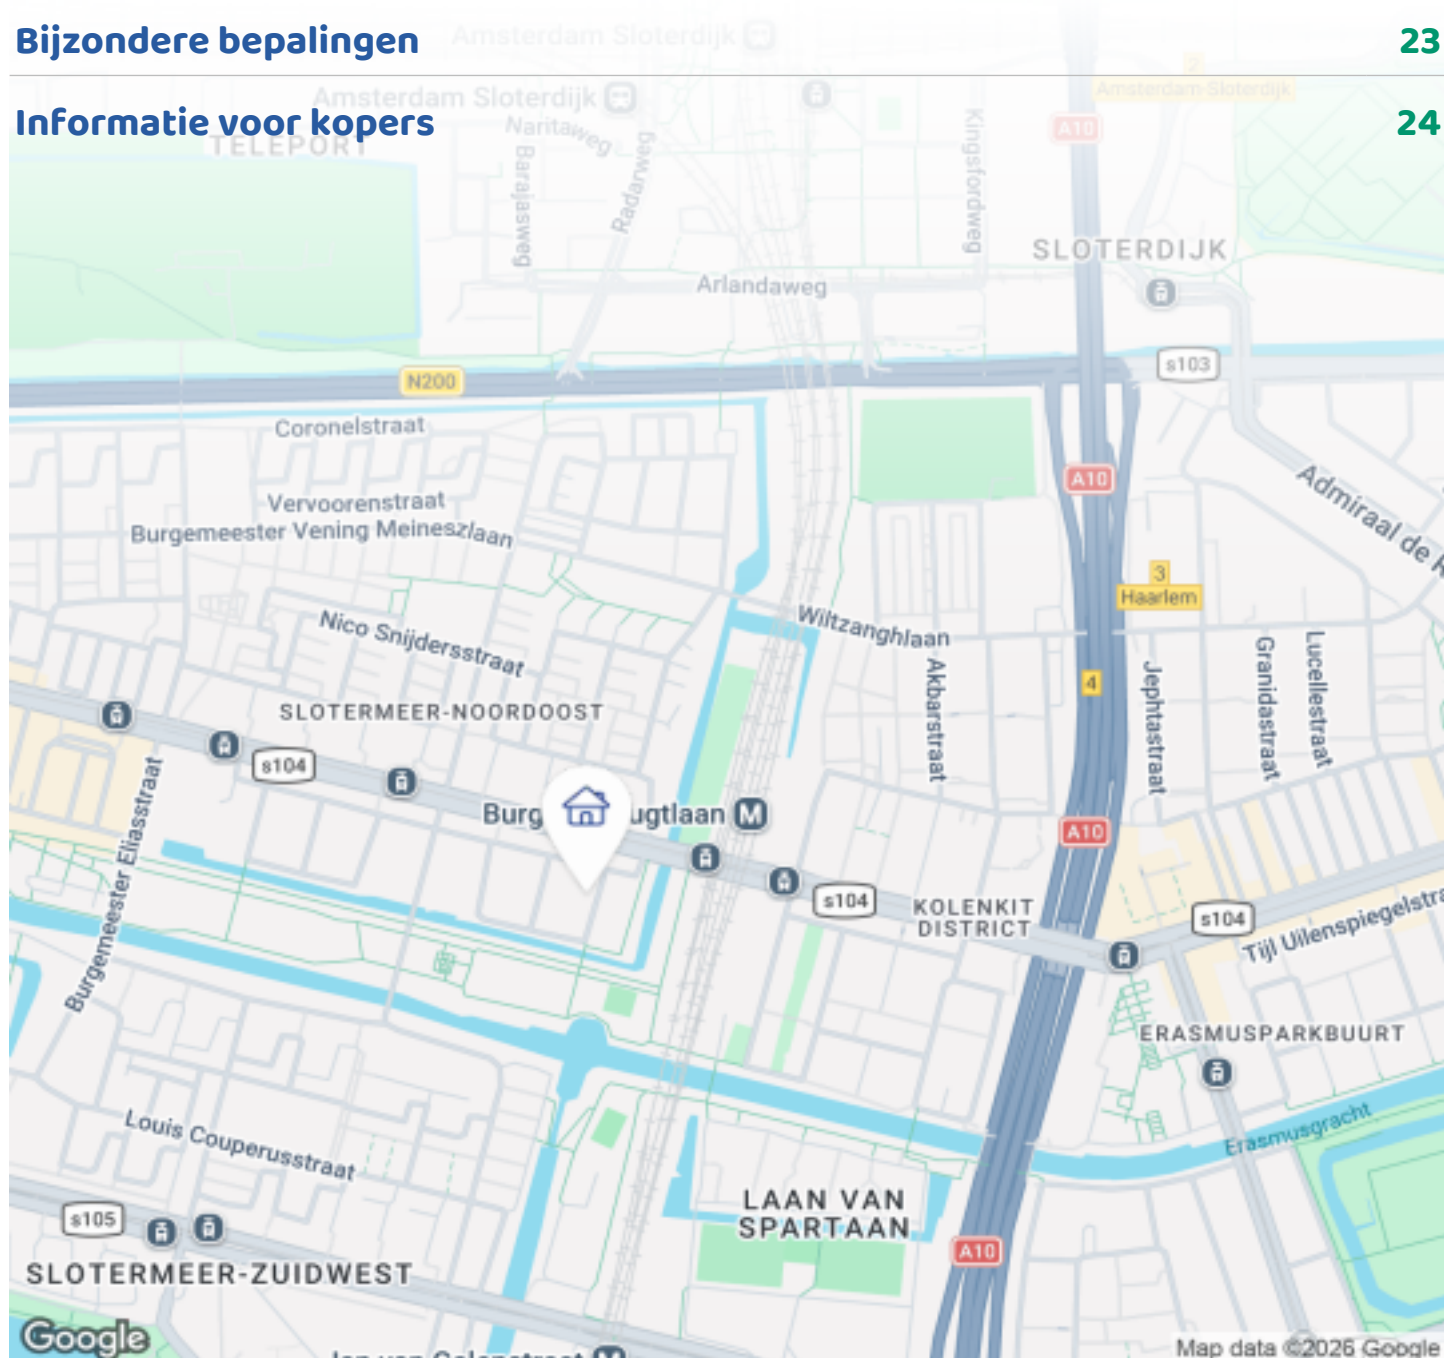 Bijzondere bepalingen 23
Informatie voor kopers 24
Amsterdam Sloterdijk
Amsterdam Sloterdijk
2
Amsterdam-Sloterdijk
TELEPORT
Naritaweg
Barajasweg
Radarweg
Kingsfordweg
A10
SLOTERDIJK
Arlandaweg
N200
s103
Coronelstraat
A10
Admiraal de
Vervoorenstraat
Burgemeester Vening Meineszlaan
3
Haarlem
Nico Snijdersstraat
Wiltzanghlaan
Akbarstraat
Jephtastraat
Granidastraat
Lucellestraat
4
SLOTERMEER-NOORDOOST
s104
Burg
ugtlaan M
A10
Burgemeester Eliasstraat
s104
KOLENKIT
DISTRICT
s104
Tijl Uilenspiegelstra
ERASMUSPARKBUURT
Erasmusgracht
Louis Couperusstraat
LAAN VAN
SPARTAAN
s105
A10
SLOTERMEER-ZUIDWEST
Google
Map data ©2026 Google